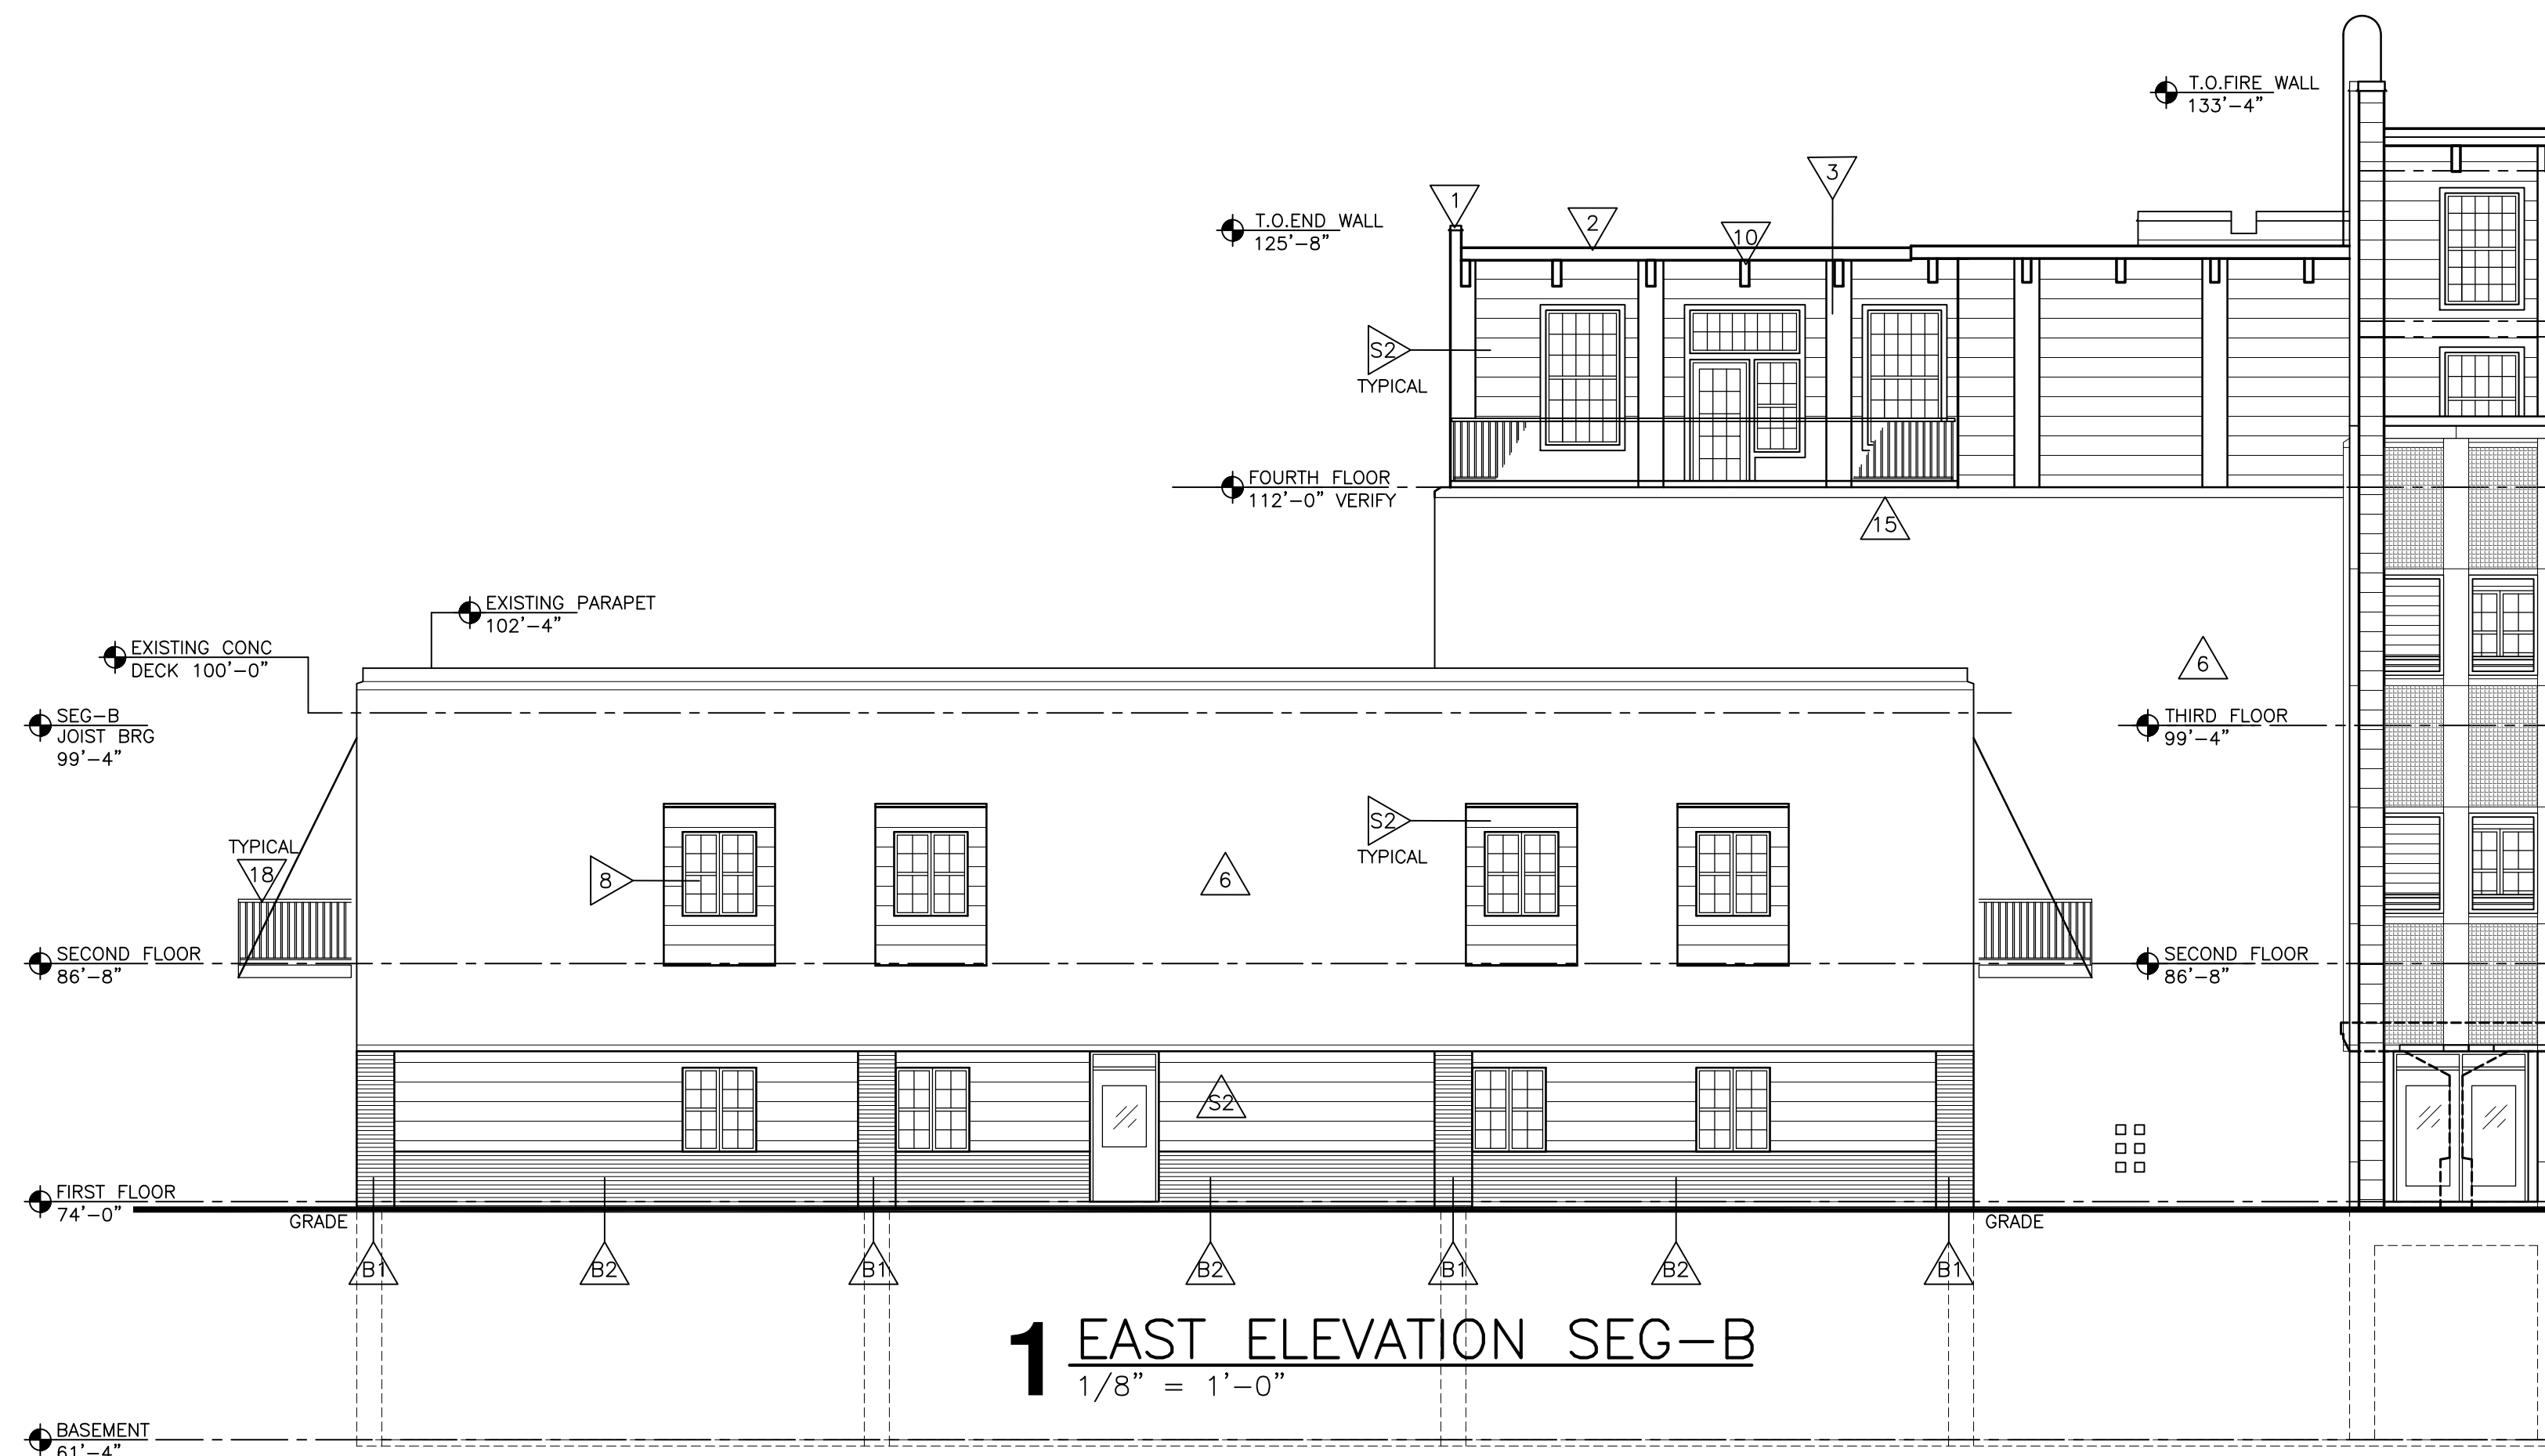 T.O.FIRE WALL
133'-4"
3
1
2
10
T.O.END WALL
125'-8"
S2
TYPICAL
FOURTH FLOOR
112'-0" VERIFY
15
EXISTING PARAPET
102'-4"
EXISTING CONC
DECK 100'-0"
6
SEG-B
JOIST BRG
99'-4"
THIRD FLOOR
99'-4"
S2
TYPICAL
TYPICAL
18
8
6
SECOND FLOOR
86'-8"
SECOND FLOOR
86'-8"
S2
FIRST FLOOR
74'-0"
GRADE
GRADE
B1
B2
B1
B2
B1
B2
B1
1 EAST ELEVATION SEG-B
1/8" = 1'-0"
BASEMENT
61'-4"